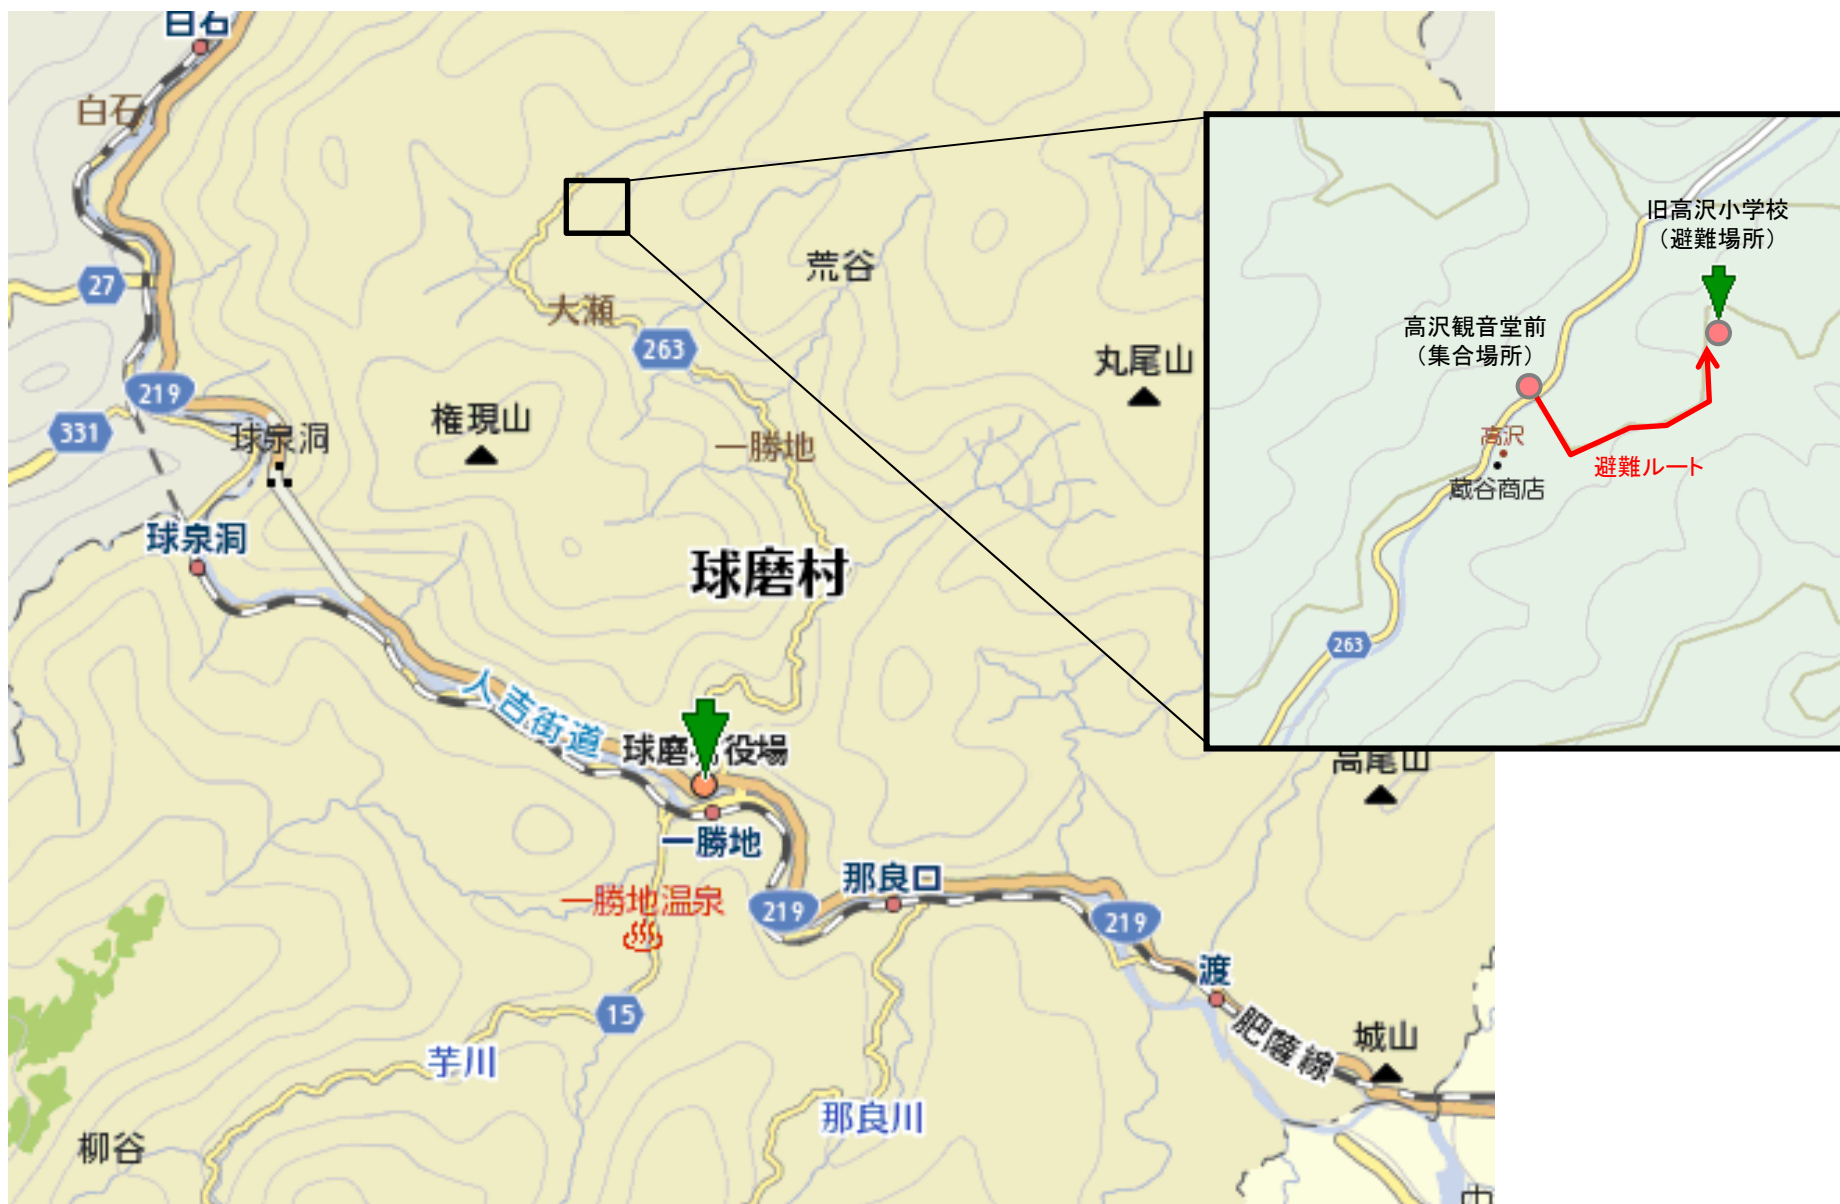 白石
白石
27
219
331
球泉洞
球泉洞
権現山
大瀬
263
荒谷
丸尾山
一勝地
球磨村
人吉街道
役場
一勝地
一勝地温泉
219
那良口
219
渡
肥薩線
城山
高尾山
15
芋川
那良川
柳谷
旧高沢小学校
（避難場所）
高沢観音堂前
（集合場所）
高沢
蔵谷商店
避難ルート
263